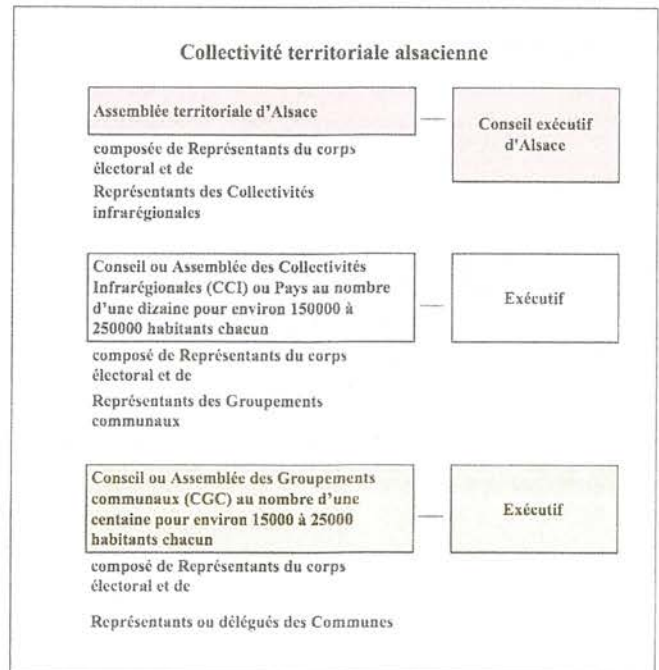 Collectivité territoriale alsacienne
Assemblée territoriale d'Alsace
Conseil exécutif
d'Alsace
composée de Représentants du corps
électoral et de
Représentants des Collectivités
infrarégionales
Conseil ou Assemblée des Collectivités
Infrarégionales (CCI) ou Pays au nombre
d'une dizaine pour environ 150000 à
250000 habitants chacun
Exécutif
composé de Représentants du corps
électoral et de
Représentants des Groupements
communaux
Conseil ou Assemblée des Groupements
communaux (CGC) au nombre d'une
centaine pour environ 15000 à 25000
habitants chacun
Exécutif
composé de Représentants du corps
électoral et de
Représentants ou délégués des Communes